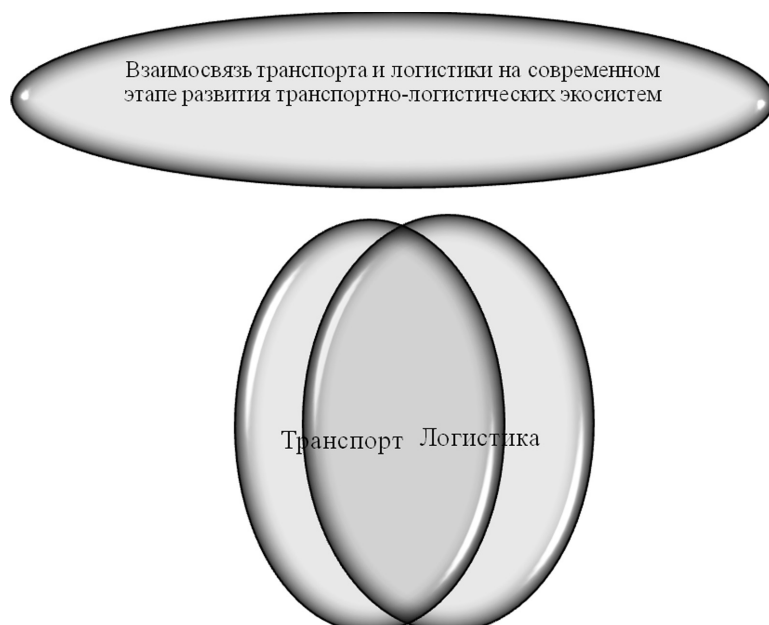 Взаимосвязь транспорта и логистики на современном
этапе развития транспортно-логистических экосистем
Транспорт Логистика